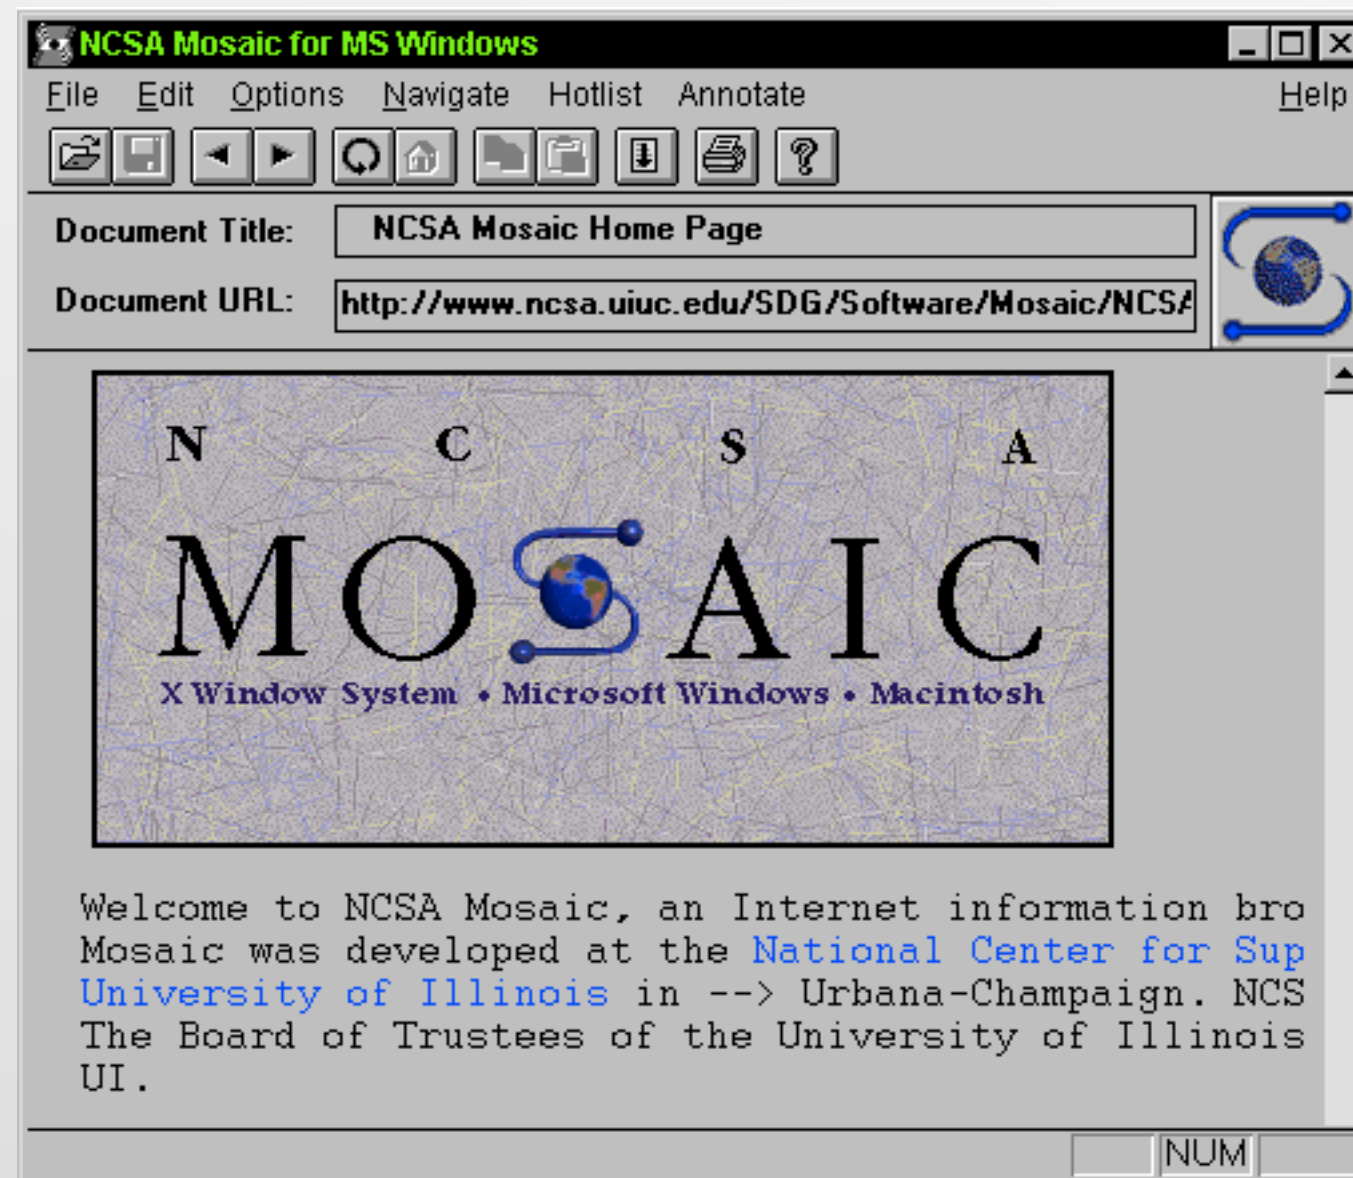 NCSA Mosaic for MS Windows
File Edit Options Navigate Hotlist Annotate Help
Document Title: NCSA Mosaic Home Page
Document URL: http://www.ncsa.uiuc.edu/SDG/Software/Mosaic/NCSA
N C S A
MOSAIC
X Window System • Microsoft Windows • Macintosh
Welcome to NCSA Mosaic, an Internet information bro
Mosaic was developed at the National Center for Sup
University of Illinois in --> Urbana-Champaign. NCS
The Board of Trustees of the University of Illinois
UI.
NUM